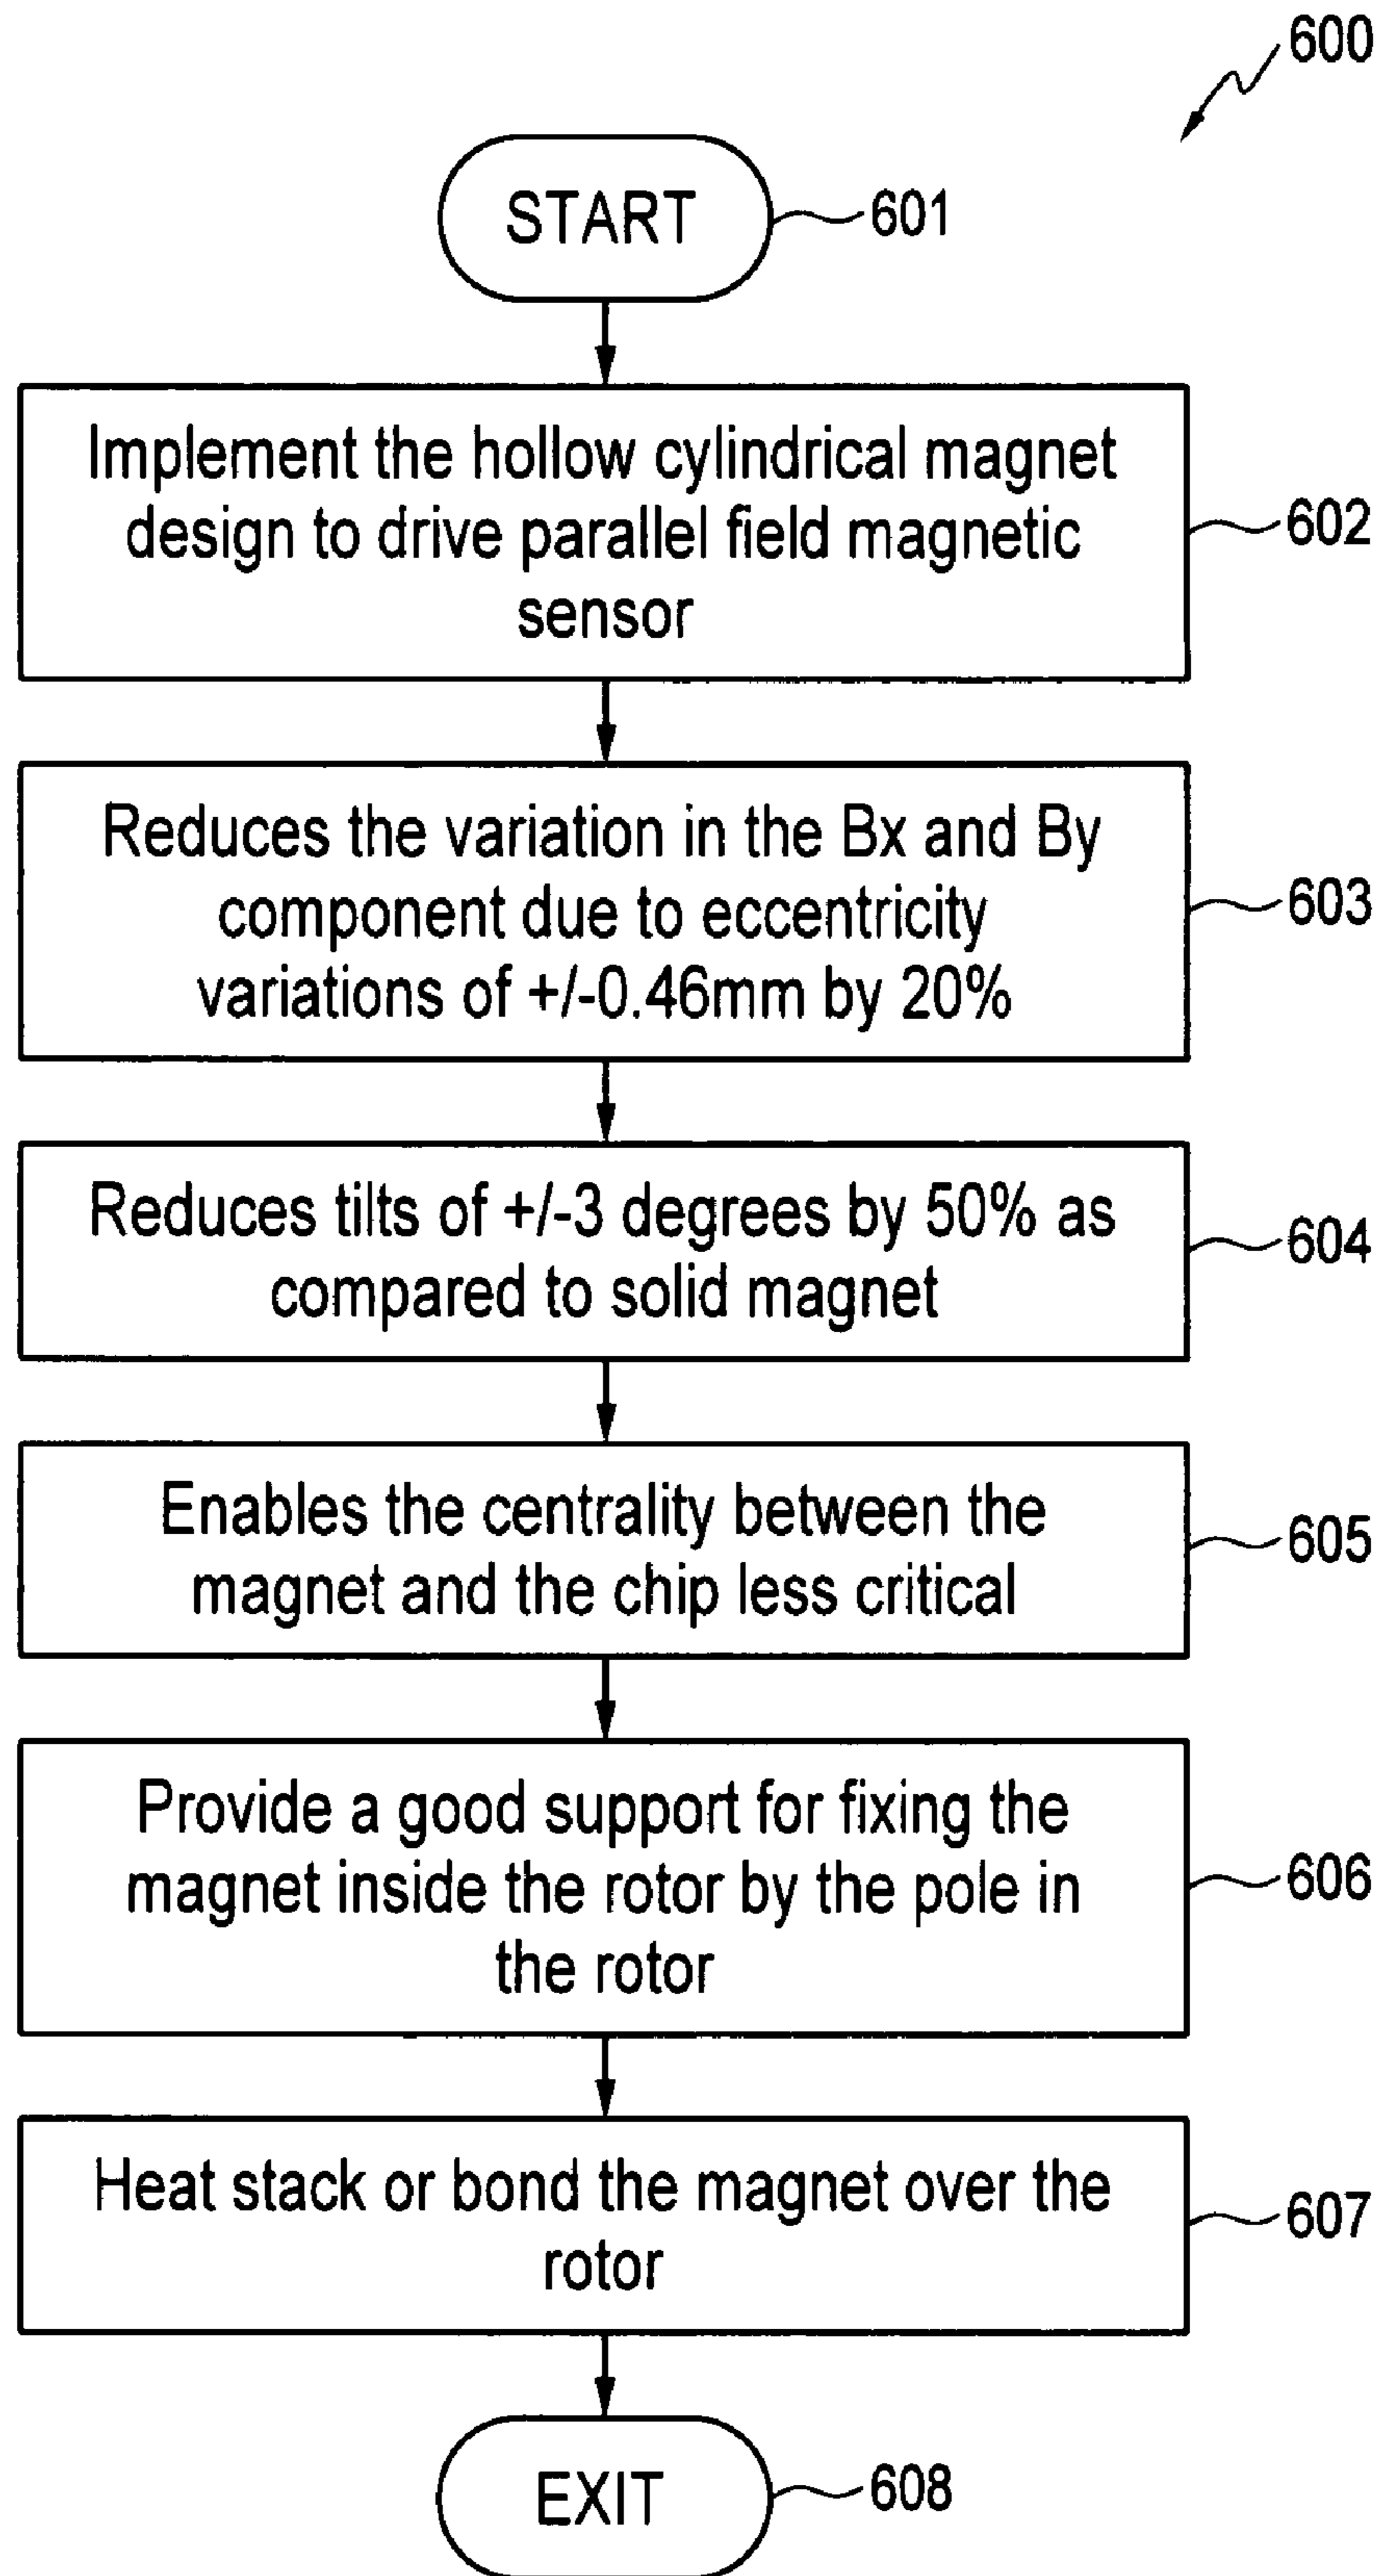 600
START
601
Implement the hollow cylindrical magnet
design to drive parallel field magnetic
sensor
602
Reduces the variation in the Bx and By
component due to eccentricity
variations of +/-0.46mm by 20%
603
Reduces tilts of +/-3 degrees by 50% as
compared to solid magnet
604
Enables the centrality between the
magnet and the chip less critical
605
Provide a good support for fixing the
magnet inside the rotor by the pole in
the rotor
606
Heat stack or bond the magnet over the
rotor
607
EXIT
608